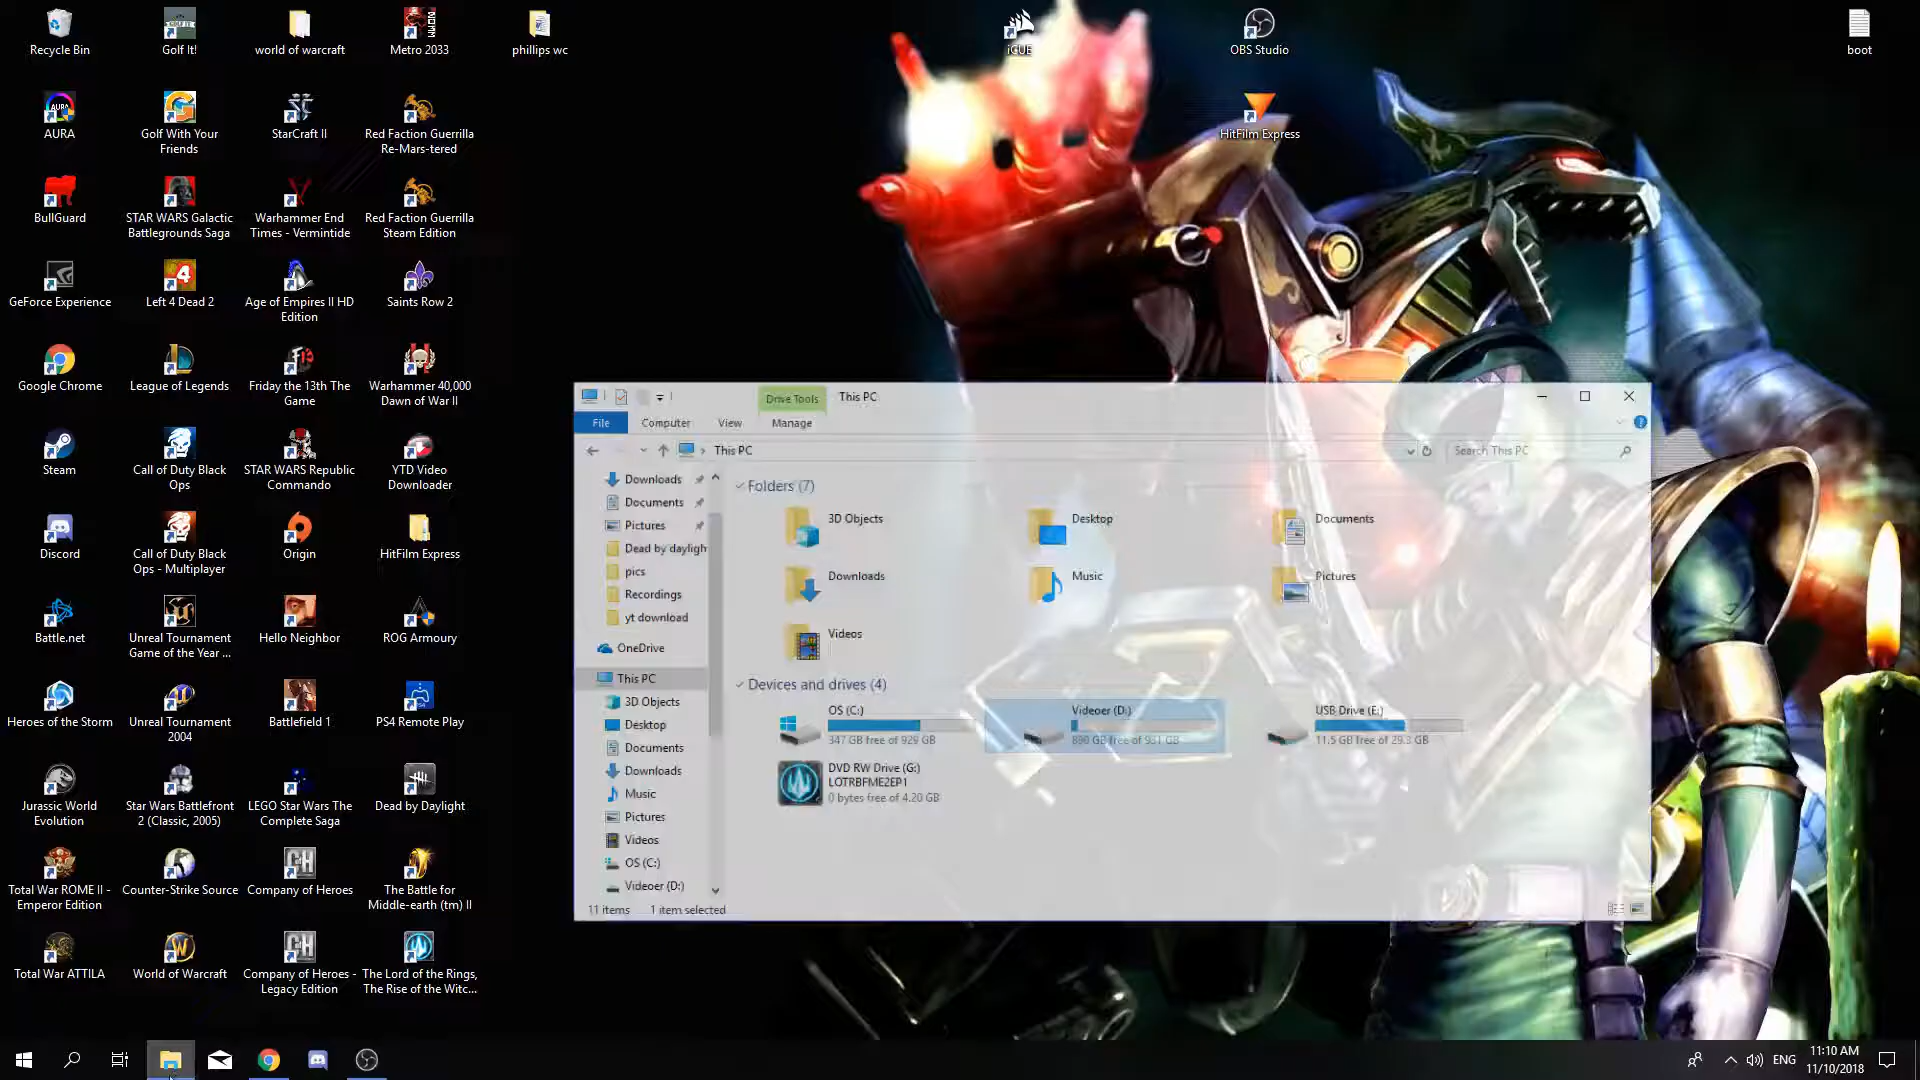 Recycle Bin
Golf It!
world of warcraft
Metro 2033
phillips wc
iCUE
OBS Studio
boot
AURA
Golf With Your
Friends
StarCraft II
Red Faction Guerrilla
Re-Mars-tered
HitFilm Express
BullGuard
STAR WARS Galactic
Battlegrounds Saga
Warhammer End
Times - Vermintide
Red Faction Guerrilla
Steam Edition
GeForce Experience
Left 4 Dead 2
Age of Empires II HD
Edition
Saints Row 2
Google Chrome
League of Legends
Friday the 13th The
Game
Warhammer 40,000
Dawn of War II
Steam
Call of Duty Black
Ops
STAR WARS Republic
Commando
YTD Video
Downloader
Discord
Call of Duty Black
Ops - Multiplayer
Origin
HitFilm Express
Battle.net
Unreal Tournament
Game of the Year ...
Hello Neighbor
ROG Armoury
Heroes of the Storm
Unreal Tournament
2004
Battlefield 1
PS4 Remote Play
Jurassic World
Evolution
Star Wars Battlefront
2 (Classic, 2005)
LEGO Star Wars The
Complete Saga
Dead by Daylight
Total War ROME II -
Emperor Edition
Counter-Strike Source
Company of Heroes
The Battle for
Middle-earth (tm) II
Total War ATTILA
World of Warcraft
Company of Heroes -
Legacy Edition
The Lord of the Rings,
The Rise of the Witc...
Drive Tools
This PC
File
Computer
View
Manage
This PC
Search This PC
Downloads
Documents
Pictures
Dead by dayligh
pics
Recordings
yt download
OneDrive
This PC
3D Objects
Desktop
Documents
Downloads
Music
Pictures
Videos
OS (C:)
Videoer (D:)
Folders (7)
3D Objects
Desktop
Documents
Downloads
Music
Pictures
Videos
Devices and drives (4)
OS (C:)
347 GB free of 929 GB
Videoer (D:)
890 GB free of 931 GB
USB Drive (E:)
11.5 GB free of 29.3 GB
DVD RW Drive (G:)
LOTRBFME2EP1
0 bytes free of 4.20 GB
11 items
1 item selected
ENG
11:10 AM
11/10/2018